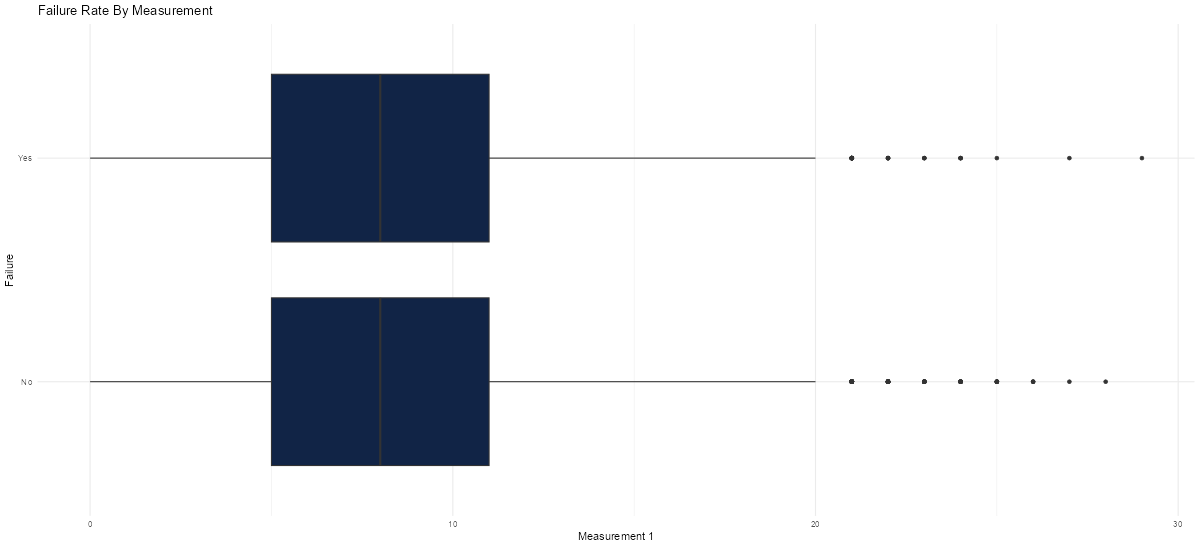 Failure Rate By Measurement
Yes
Failure
No
0
10
20
30
Measurement 1